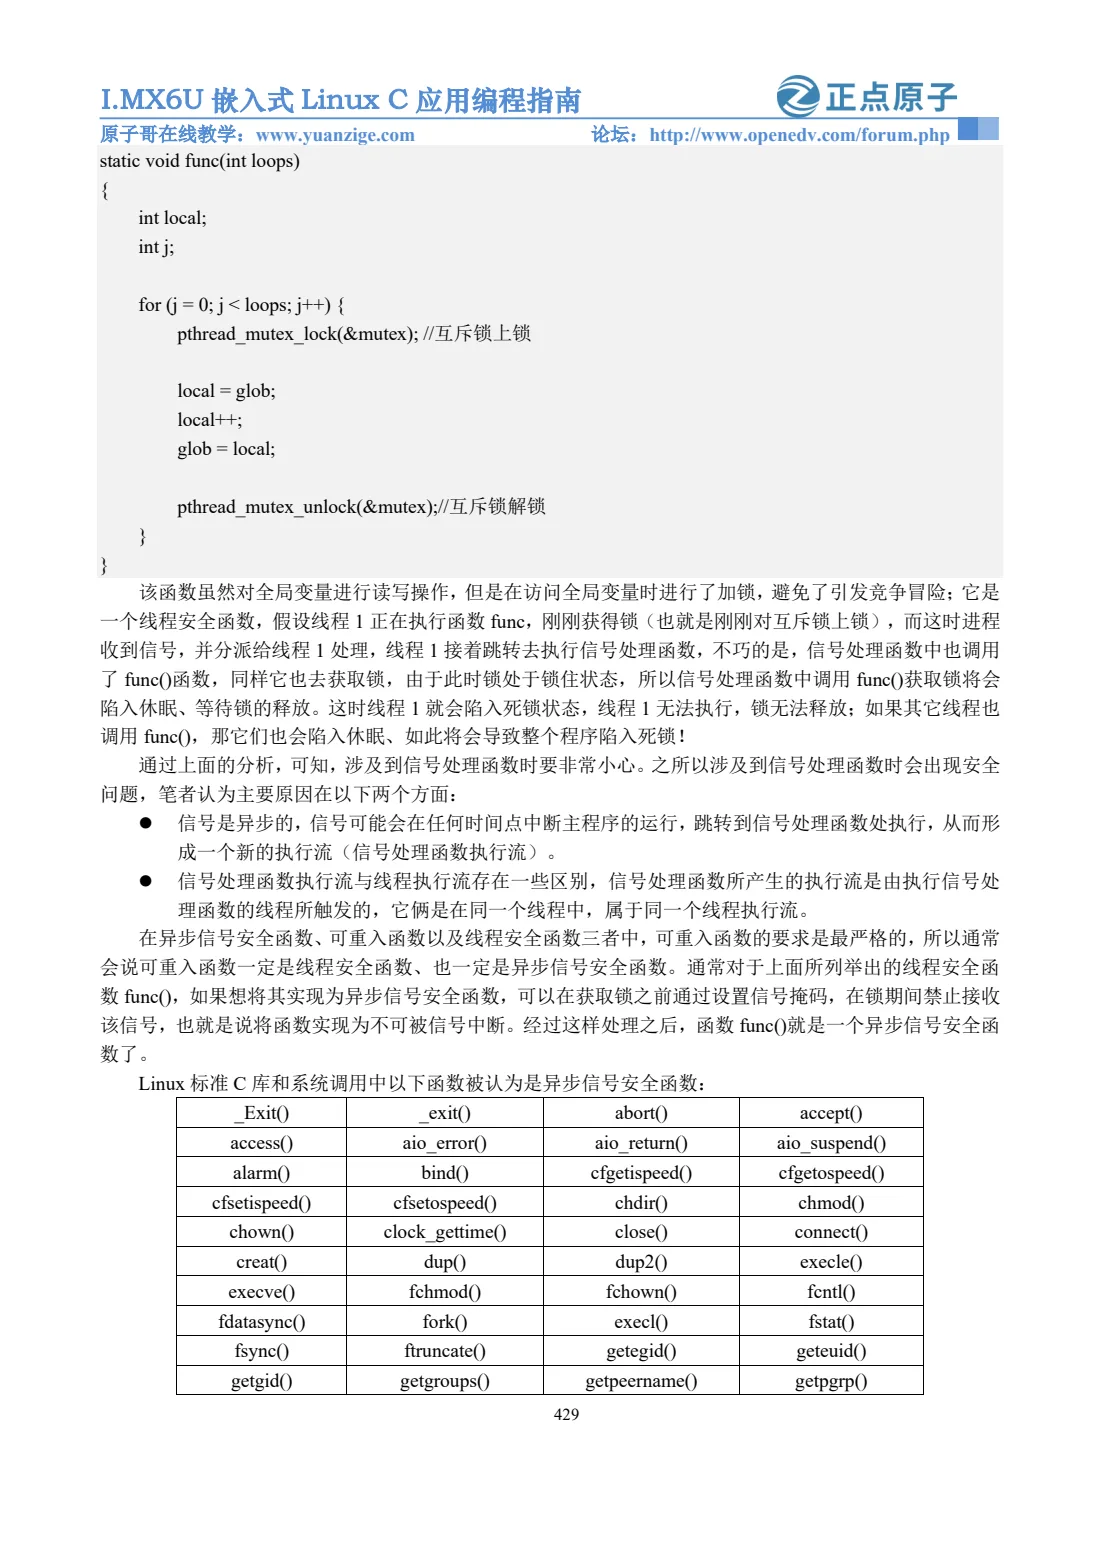 I.MX6U 嵌入式 Linux C 应用编程指南
正点原子
原子哥在线教学：www.yuanzige.com 论坛：http://www.openedv.com/forum.php
static void func(int loops)
{
int local;
int j;
for (j = 0; j < loops; j++) {
pthread_mutex_lock(&mutex); //互斥锁上锁
local = glob;
local++;
glob = local;
pthread_mutex_unlock(&mutex);//互斥锁解锁
}
}
该函数虽然对全局变量进行读写操作，但是在访问全局变量时进行了加锁，避免了引发竞争冒险；它是
一个线程安全函数，假设线程 1 正在执行函数 func，刚刚获得锁（也就是刚刚对互斥锁上锁），而这时进程
收到信号，并分派给线程 1 处理，线程 1 接着跳转去执行信号处理函数，不巧的是，信号处理函数中也调用
了 func()函数，同样它也去获取锁，由于此时锁处于锁住状态，所以信号处理函数中调用 func()获取锁将会
陷入休眠、等待锁的释放。这时线程 1 就会陷入死锁状态，线程 1 无法执行，锁无法释放；如果其它线程也
调用 func()，那它们也会陷入休眠、如此将会导致整个程序陷入死锁！
通过上面的分析，可知，涉及到信号处理函数时要非常小心。之所以涉及到信号处理函数时会出现安全
问题，笔者认为主要原因在以下两个方面：
● 信号是异步的，信号可能会在任何时间点中断主程序的运行，跳转到信号处理函数处执行，从而形
成一个新的执行流（信号处理函数执行流）。
● 信号处理函数执行流与线程执行流存在一些区别，信号处理函数所产生的执行流是由执行信号处
理函数的线程所触发的，它俩是在同一个线程中，属于同一个线程执行流。
在异步信号安全函数、可重入函数以及线程安全函数三者中，可重入函数的要求是最严格的，所以通常
会说可重入函数一定是线程安全函数、也一定是异步信号安全函数。通常对于上面所列举出的线程安全函
数 func()，如果想将其实现为异步信号安全函数，可以在获取锁之前通过设置信号掩码，在锁期间禁止接收
该信号，也就是说将函数实现为不可被信号中断。经过这样处理之后，函数 func()就是一个异步信号安全函
数了。
Linux 标准 C 库和系统调用中以下函数被认为是异步信号安全函数：
_Exit() _exit() abort() accept()
access() aio_error() aio_return() aio_suspend()
alarm() bind() cfgetispeed() cfgetospeed()
cfsetispeed() cfsetospeed() chdir() chmod()
chown() clock_gettime() close() connect()
creat() dup() dup2() execle()
execve() fchmod() fchown() fcntl()
fdatasync() fork() execl() fstat()
fsync() ftruncate() getegid() geteuid()
getgid() getgroups() getpeername() getpgrp()
429